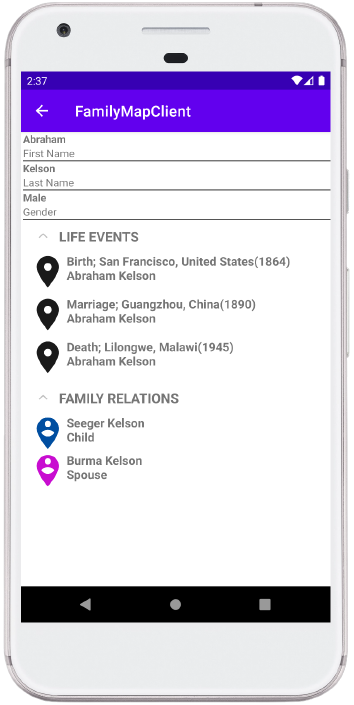 2:37
FamilyMapClient
Abraham
First Name
Kelson
Last Name
Male
Gender
LIFE EVENTS
Birth; San Francisco, United States(1864)
Abraham Kelson
Marriage; Guangzhou, China(1890)
Abraham Kelson
Death; Lilongwe, Malawi(1945)
Abraham Kelson
FAMILY RELATIONS
Seeger Kelson
Child
Burma Kelson
Spouse